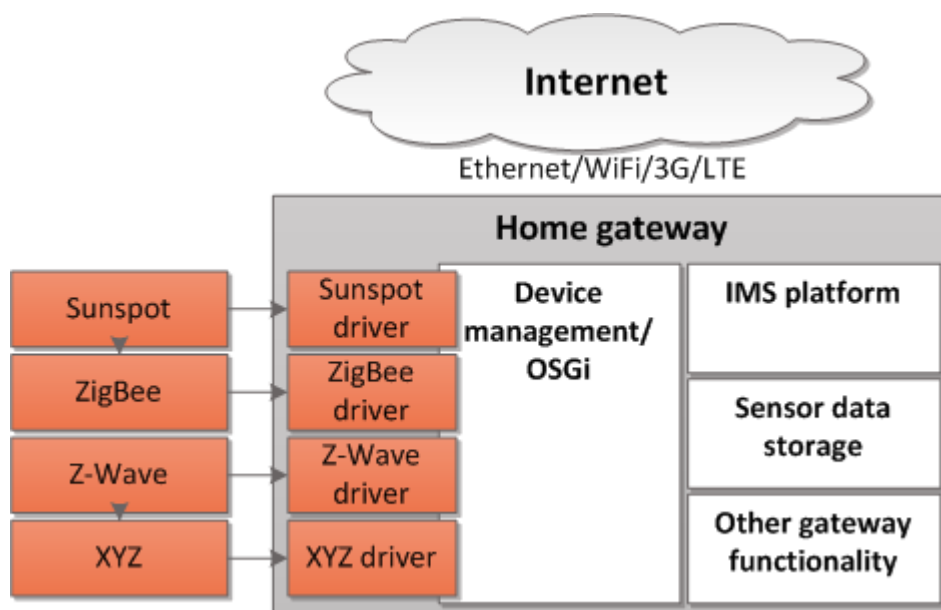 Internet
Ethernet/WiFi/3G/LTE
Home gateway
Sunspot
ZigBee
Z-Wave
XYZ
Sunspot
driver
ZigBee
driver
Z-Wave
driver
XYZ driver
Device
management/
OSGi
IMS platform
Sensor data
storage
Other gateway
functionality